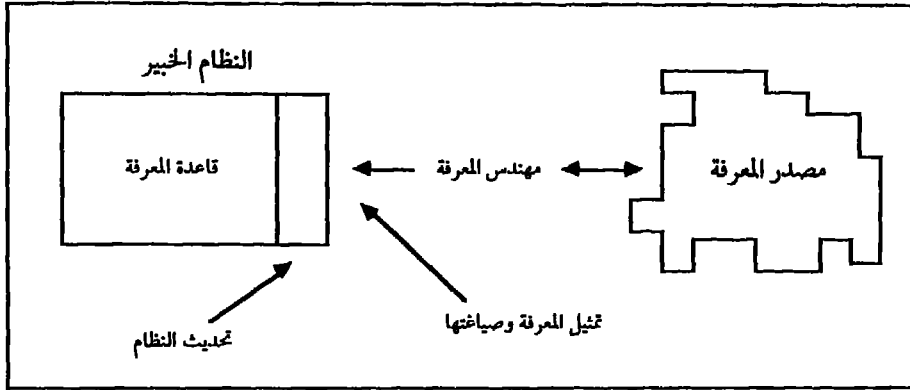 النظام الخبير
مصدر المعرفة
مهندس المعرفة
قاعدة المعرفة
تمثيل المعرفة وصياغتها
تحديث النظام